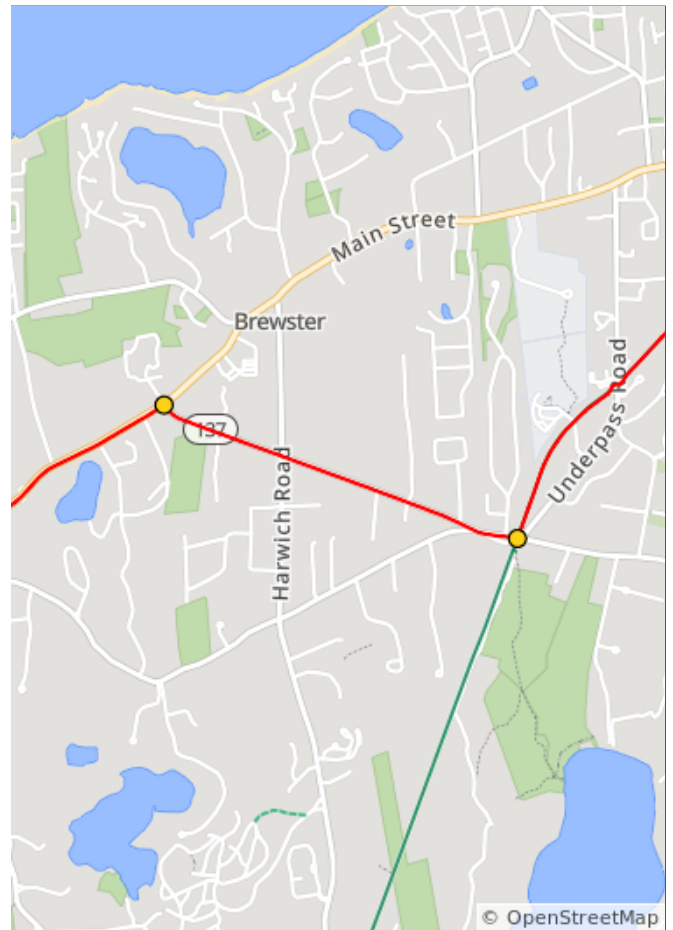 Main Street
Brewster
137
Underpass Road
Harwich Road
© OpenStreetMap